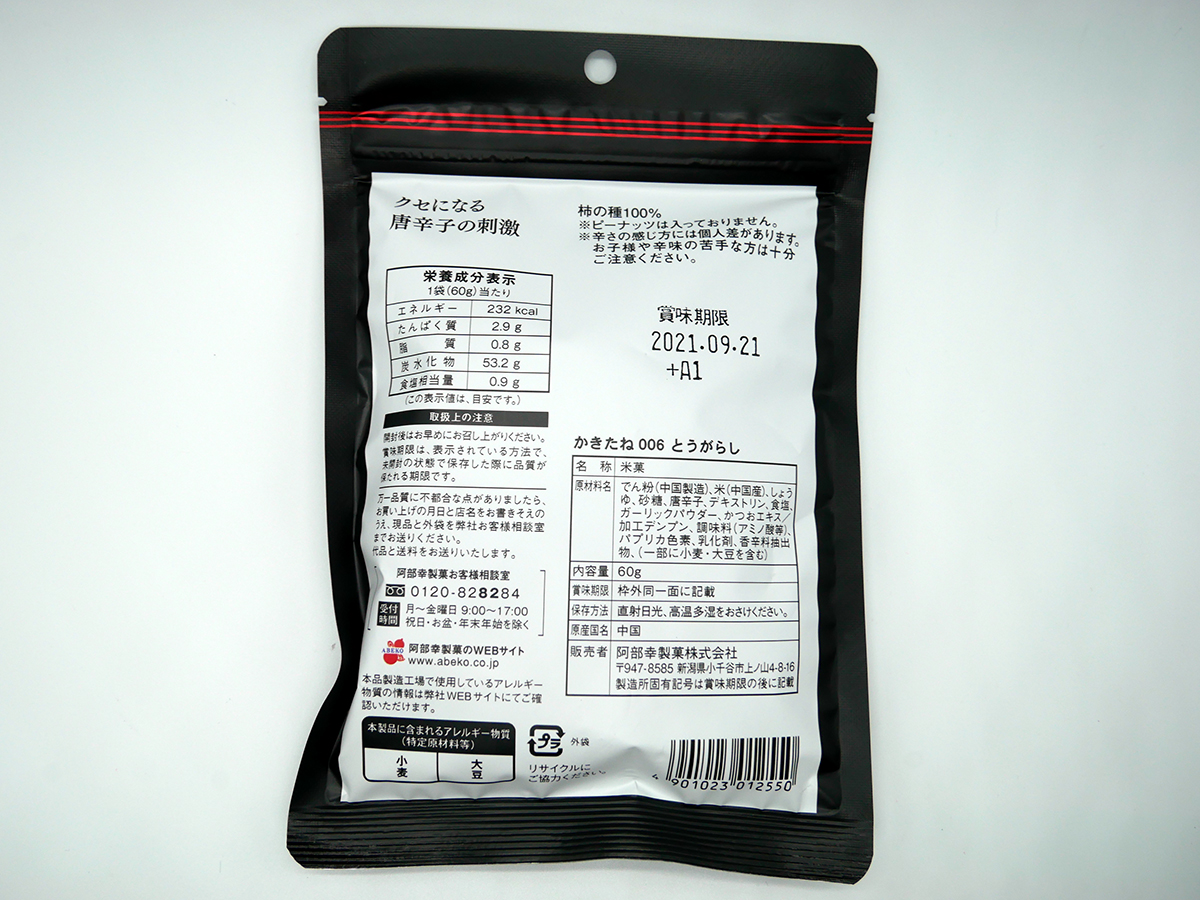 クセになる
唐辛子の刺激
柿の種100%
※ピーナッツは入っておりません。
※辛さの感じ方には個人差があります。
お子様や辛味の苦手な方は十分
ご注意ください。
栄養成分表示
1袋(60g)当たり
エネルギー 232 kcal
たんぱく質 2.9 g
脂質 0.8 g
炭水化物 53.2 g
食塩相当量 0.9 g
(この表示値は、目安です。)
賞味期限
2021.09.21
+A1
取扱上の注意
開封後はお早めにお召し上がりください。
賞味期限は、表示されている方法で、
未開封の状態で保存した際に品質が
保たれる期限です。
万一品質に不都合な点がありましたら、
お買い上げの月日と店名をお書きそえの
うえ、現品と外袋を弊社お客様相談室
までお送りください。
代品と送料をお送りいたします。
阿部幸製菓お客様相談室
0120-828284
受付時間 月~金曜日 9:00~17:00
祝日・お盆・年末年始を除く
ABEKO 阿部幸製菓のWEBサイト
www.abeko.co.jp
本品製造工場で使用しているアレルギー
物質の情報は弊社WEBサイトにてご確
認いただけます。
本製品に含まれるアレルギー物質
(特定原材料等)
小麦 大豆
かきたね 006 とうがらし
名称 米菓
原材料名 でん粉(中国製造)、米(中国産)、しょう
ゆ、砂糖、唐辛子、デキストリン、食塩、
ガーリックパウダー、かつおエキス/
加工デンプン、調味料(アミノ酸等)、
パプリカ色素、乳化剤、香辛料抽出
物、(一部に小麦・大豆を含む)
内容量 60g
賞味期限 枠外同一面に記載
保存方法 直射日光、高温多湿をおさけください。
原産国名 中国
販売者 阿部幸製菓株式会社
〒947-8585 新潟県小千谷市上ノ山4-8-16
製造所固有記号は賞味期限の後に記載
プラ 外袋
リサイクルに
ご協力ください。
4 901023 012550